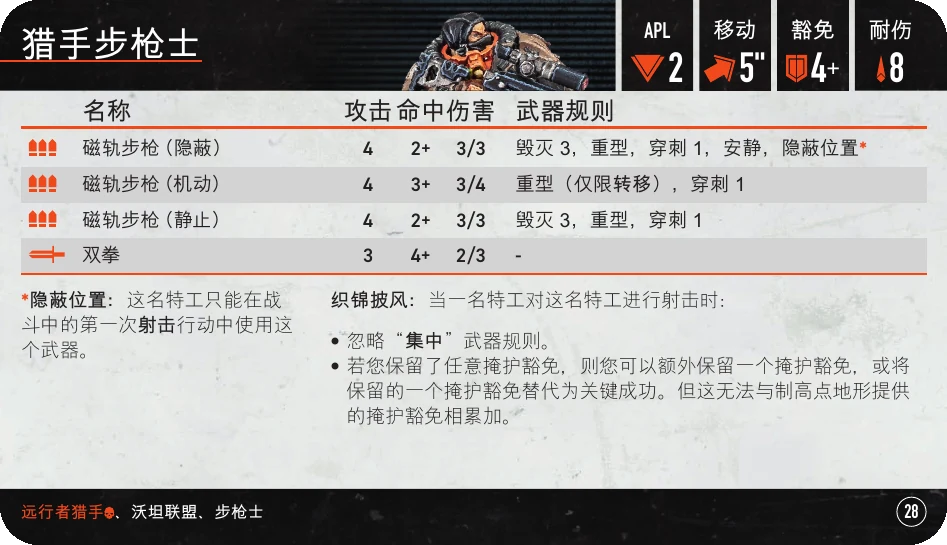 猎手步枪士
APL 移动 豁免 耐伤
2 5" 4+ 8
名称 攻击 命中 伤害 武器规则
磁轨步枪（隐蔽） 4 2+ 3/3 毁灭 3，重型，穿刺 1，安静，隐蔽位置*
磁轨步枪（机动） 4 3+ 3/4 重型（仅限转移），穿刺 1
磁轨步枪（静止） 4 2+ 3/3 毁灭 3，重型，穿刺 1
双拳 3 4+ 2/3 -
*隐蔽位置：这名特工只能在战
斗中的第一次射击行动中使用这
个武器。
织锦披风：当一名特工对这名特工进行射击时：
• 忽略“集中”武器规则。
• 若您保留了任意掩护豁免，则您可以额外保留一个掩护豁免，或将
保留的一个掩护豁免替代为关键成功。但这无法与制高点地形提供
的掩护豁免相累加。
远行者猎手、沃坦联盟、步枪士
28